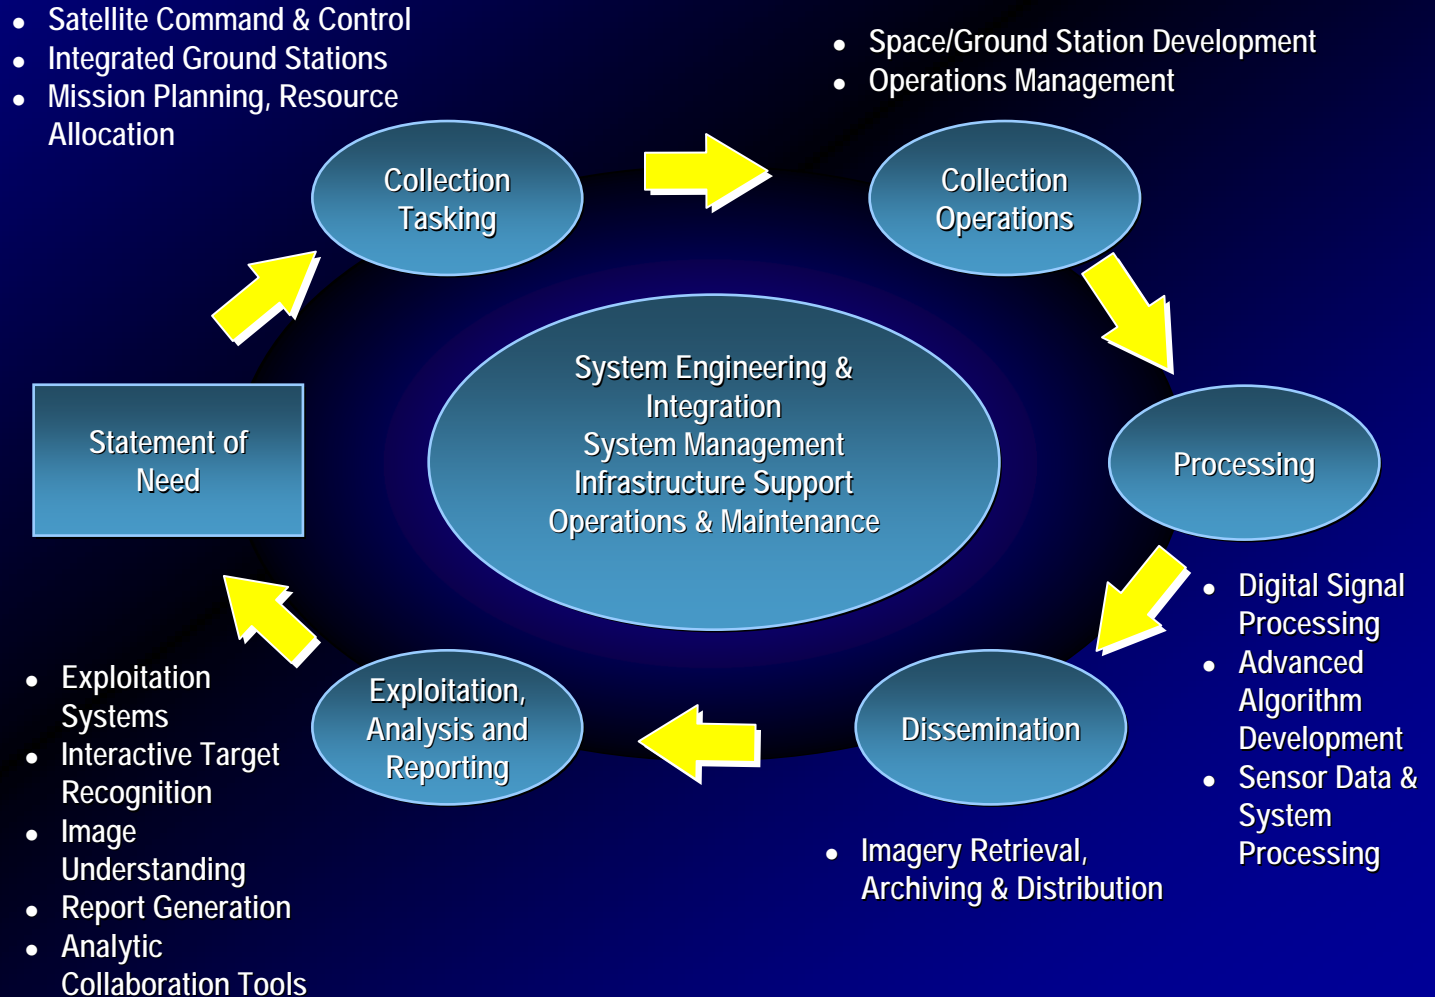 ● Satellite Command & Control
● Integrated Ground Stations
● Mission Planning, Resource
Allocation
● Space/Ground Station Development
● Operations Management
Collection
Tasking
Collection
Operations
System Engineering &
Integration
System Management
Infrastructure Support
Operations & Maintenance
Statement of
Need
Processing
● Digital Signal
Processing
● Advanced
Algorithm
Development
● Sensor Data &
System
Processing
Exploitation,
Analysis and
Reporting
Dissemination
● Exploitation
Systems
● Interactive Target
Recognition
● Image
Understanding
● Report Generation
● Analytic
Collaboration Tools
● Imagery Retrieval,
Archiving & Distribution